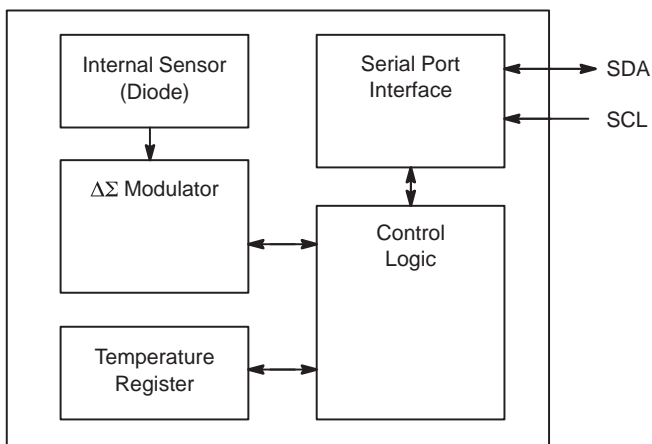 Internal Sensor
(Diode)
Serial Port
Interface
SDA
SCL
ΔΣ Modulator
Control
Logic
Temperature
Register